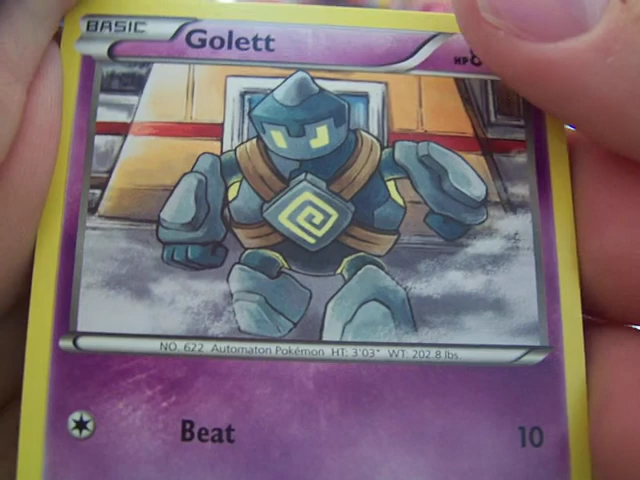 BASIC
Golett
HP
NO. 622 Automaton Pokémon HT: 3'03" WT: 202.8 lbs.
Beat 10